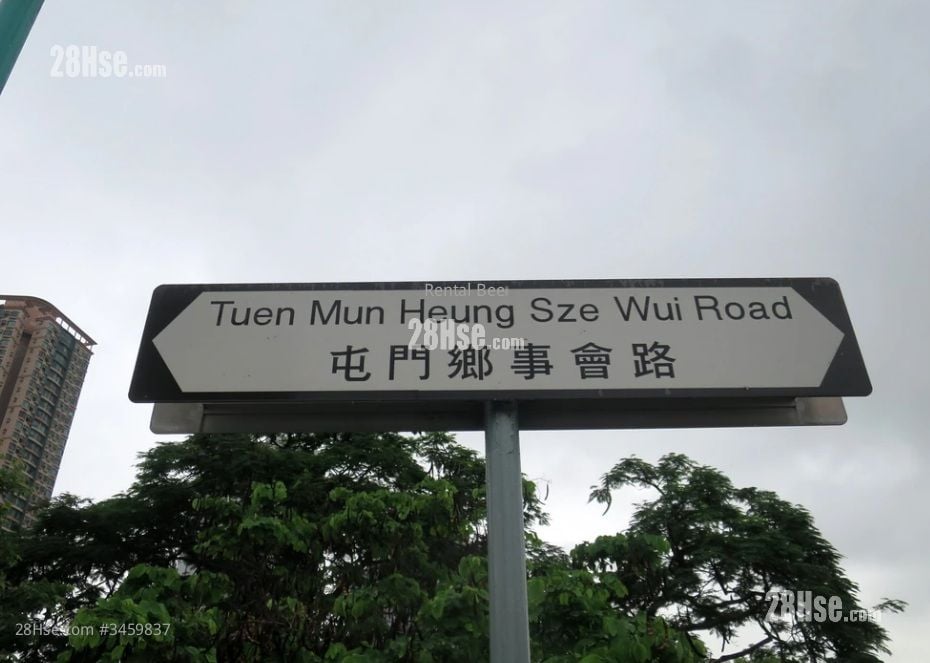 28Hse.com
Rental Beer
Tuen Mun Heung Sze Wui Road
28Hse.com
屯門鄉事會路
28Hse.com
28Hse.com #3459837